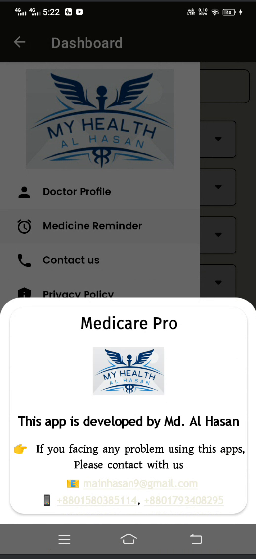 4G 4G 5:22
Dashboard
MY HEALTH
AL HASAN
Doctor Profile
Medicine Reminder
Contact us
Privacy Policy
Medicare Pro
MY HEALTH
AL HASAN
This app is developed by Md. Al Hasan
👉 If you facing any problem using this apps,
Please contact with us
📧 mainhasan9@gmail.com
📱 +8801580385114, +8801793408295